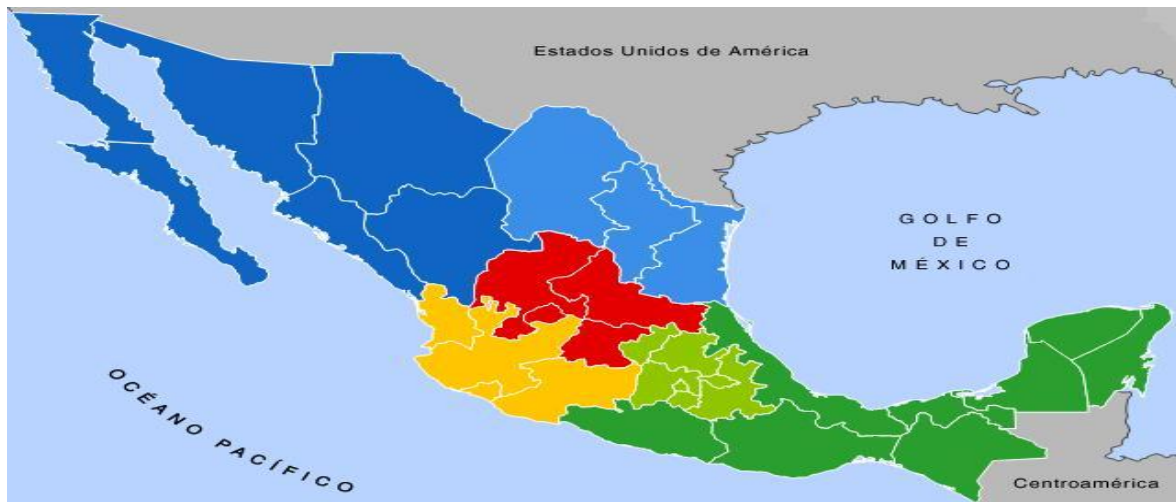 Estados Unidos de América
GOLFO
DE
MÉXICO
OCÉANO PACÍFICO
Centroamérica